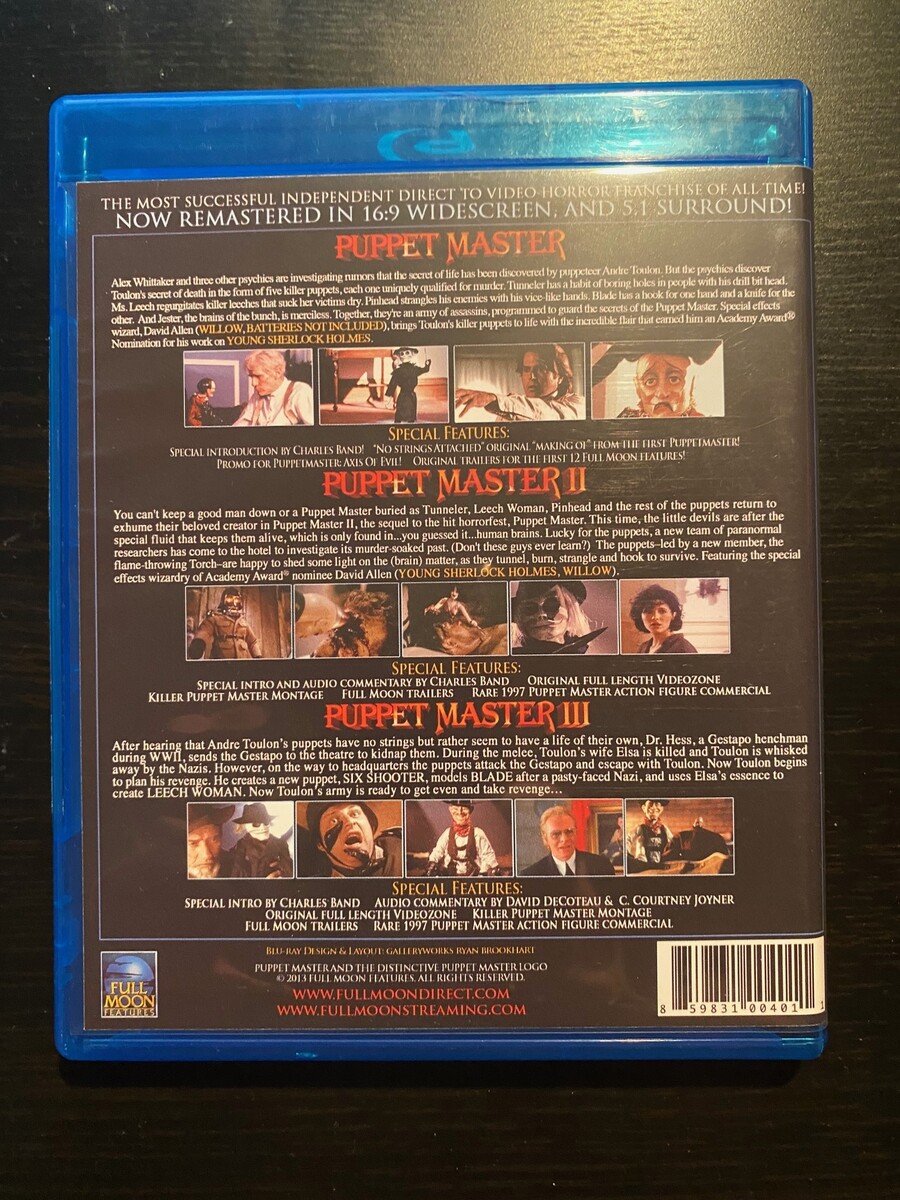 THE MOST SUCCESSFUL INDEPENDENT DIRECT TO VIDEO HORROR FRANCHISE OF ALL TIME!
NOW REMASTERED IN 16:9 WIDESCREEN, AND 5.1 SURROUND!
PUPPET MASTER
Alex Whittaker and three other psychics are investigating rumors that the secret of life has been discovered by puppeteer Andre Toulon. But the psychics discover
Toulon's secret of death in the form of five killer puppets, each one uniquely qualified for murder. Tunneler has a habit of boring holes in people with his drill bit head.
Ms. Leech regurgitates killer leeches that suck her victims dry. Pinhead strangles his enemies with his vice-like hands. Blade has a hook for one hand and a knife for the
other. And Jester, the brains of the bunch, is merciless. Together, they're an army of assassins, programmed to guard the secrets of the Puppet Master. Special effects
wizard, David Allen (WILLOW, BATTERIES NOT INCLUDED), brings Toulon's killer puppets to life with the incredible flair that earned him an Academy Award®
Nomination for his work on YOUNG SHERLOCK HOLMES.
SPECIAL FEATURES:
SPECIAL INTRODUCTION BY CHARLES BAND! "NO STRINGS ATTACHED" ORIGINAL "MAKING OF" FROM THE FIRST PUPPETMASTER!
PROMO FOR PUPPETMASTER: AXIS OF EVIL! ORIGINAL TRAILERS FOR THE FIRST 12 FULL MOON FEATURES!
PUPPET MASTER II
You can't keep a good man down or a Puppet Master buried as Tunneler, Leech Woman, Pinhead and the rest of the puppets return to
exhume their beloved creator in Puppet Master II, the sequel to the hit horrorfest, Puppet Master. This time, the little devils are after the
special fluid that keeps them alive, which is only found in...you guessed it...human brains. Lucky for the puppets, a new team of paranormal
researchers has come to the hotel to investigate its murder-soaked past. (Don't these guys ever learn?) The puppets–led by a new member, the
flame-throwing Torch–are happy to shed some light on the (brain) matter, as they tunnel, burn, strangle and hook to survive. Featuring the special
effects wizardry of Academy Award® nominee David Allen (YOUNG SHERLOCK HOLMES, WILLOW).
SPECIAL FEATURES:
SPECIAL INTRO AND AUDIO COMMENTARY BY CHARLES BAND ORIGINAL FULL LENGTH VIDEOZONE
KILLER PUPPET MASTER MONTAGE FULL MOON TRAILERS RARE 1997 PUPPET MASTER ACTION FIGURE COMMERCIAL
PUPPET MASTER III
After hearing that Andre Toulon's puppets have no strings but rather seem to have a life of their own, Dr. Hess, a Gestapo henchman
during WWII, sends the Gestapo to the theatre to kidnap them. During the melee, Toulon's wife Elsa is killed and Toulon is whisked
away by the Nazis. However, on the way to headquarters the puppets attack the Gestapo and escape with Toulon. Now Toulon begins
to plan his revenge. He creates a new puppet, SIX SHOOTER, models BLADE after a pasty-faced Nazi, and uses Elsa's essence to
create LEECH WOMAN. Now Toulon's army is ready to get even and take revenge...
SPECIAL FEATURES:
SPECIAL INTRO BY CHARLES BAND AUDIO COMMENTARY BY DAVID DECOTEAU & C. COURTNEY JOYNER
ORIGINAL FULL LENGTH VIDEOZONE KILLER PUPPET MASTER MONTAGE
FULL MOON TRAILERS RARE 1997 PUPPET MASTER ACTION FIGURE COMMERCIAL
BLU-RAY DESIGN & LAYOUT: GALLERYWORKS RYAN BROOKHART
PUPPET MASTER AND THE DISTINCTIVE PUPPET MASTER LOGO
© 2013 FULL MOON FEATURES. ALL RIGHTS RESERVED.
WWW.FULLMOONDIRECT.COM
WWW.FULLMOONSTREAMING.COM
FULL
MOON
FEATURES
8 59831 00401 1